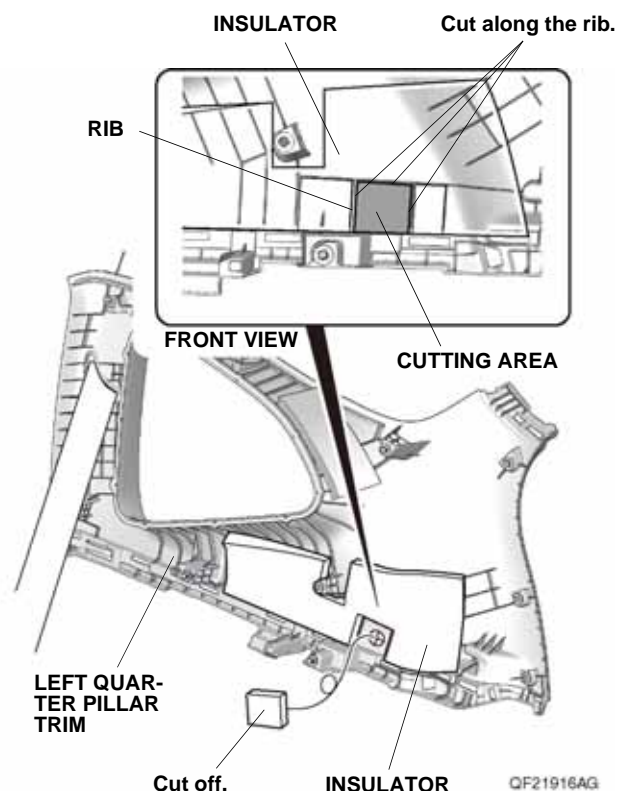 INSULATOR
Cut along the rib.
RIB
FRONT VIEW
CUTTING AREA
LEFT QUAR-
TER PILLAR
TRIM
Cut off.
INSULATOR
QF21916AG